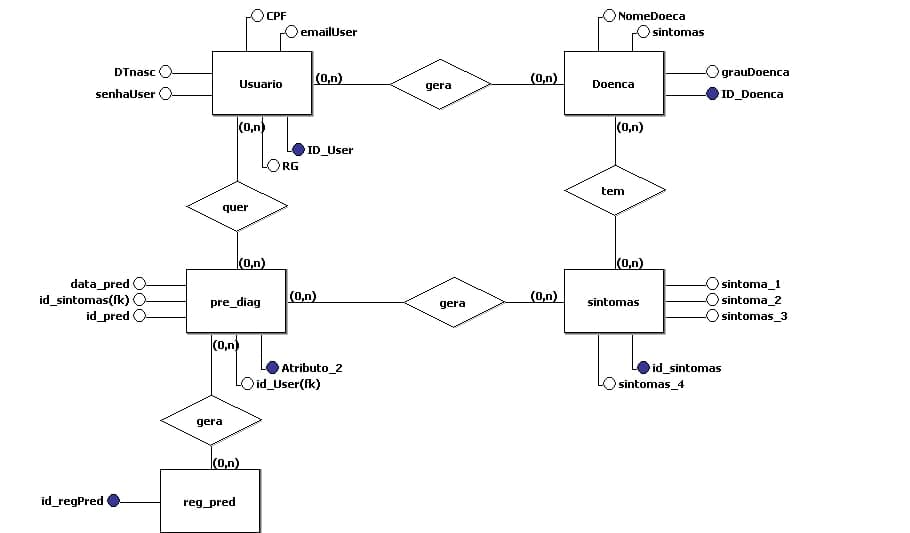 CPF
emailUser
NomeDoeca
sintomas
DTnasc
senhaUser
Usuario
(0,n)
gera
(0,n)
Doenca
grauDoenca
ID_Doenca
(0,n)
ID_User
RG
(0,n)
tem
quer
(0,n)
(0,n)
data_pred
id_sintomas(fk)
id_pred
pre_diag
(0,n)
gera
(0,n)
sintomas
sintoma_1
sintoma_2
sintomas_3
(0,n)
Atributo_2
id_User(fk)
id_sintomas
sintomas_4
gera
(0,n)
id_regPred
reg_pred